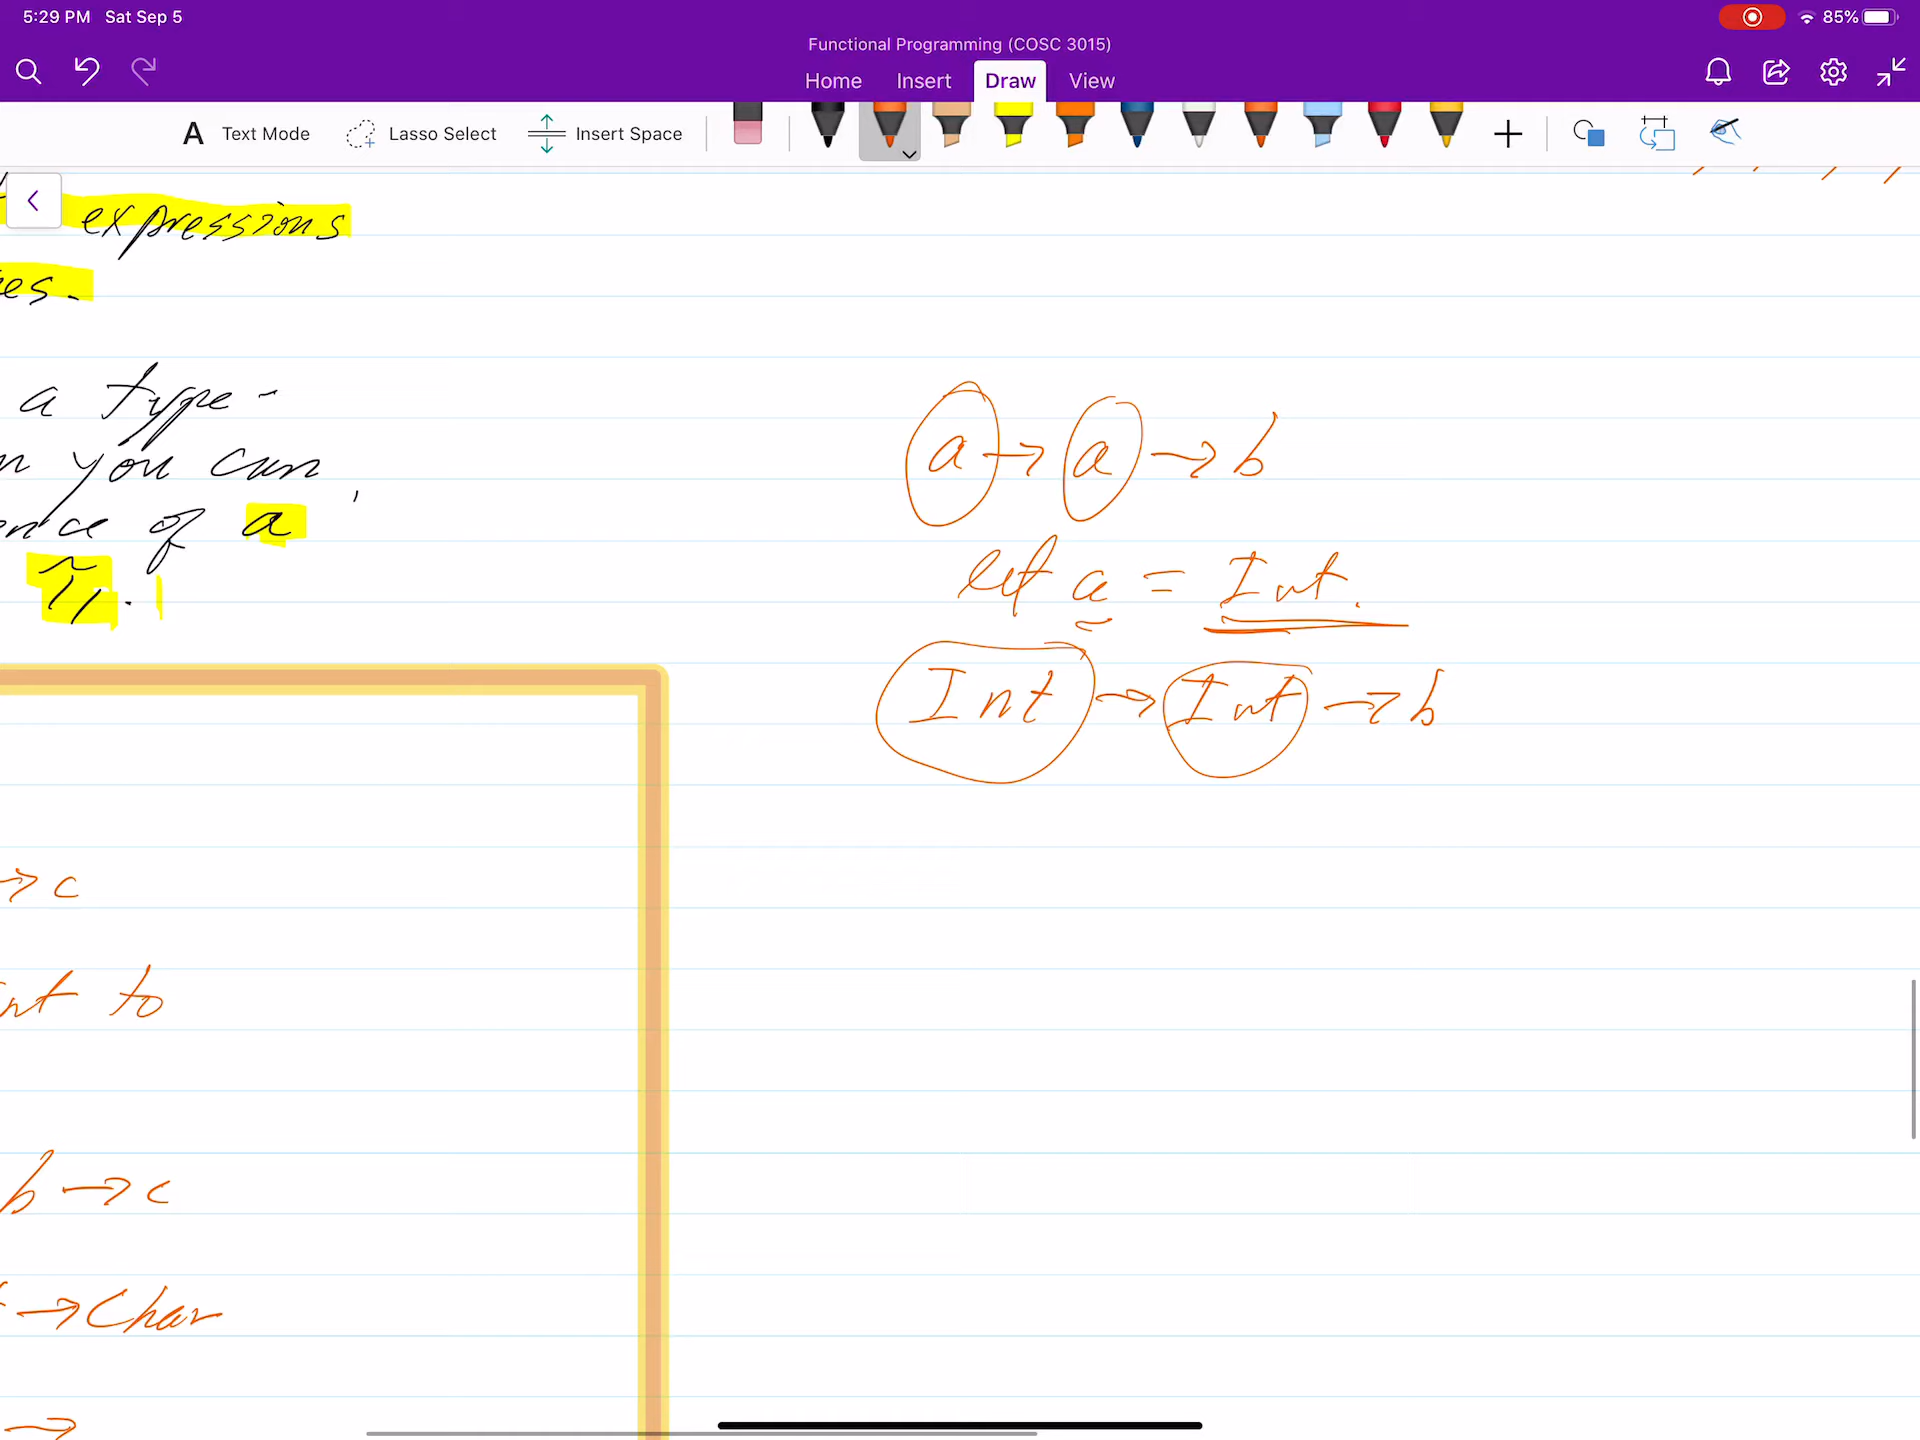 5:29 PM Sat Sep 5
85%
Functional Programming (COSC 3015)
Home Insert Draw View
A Text Mode Lasso Select Insert Space
expressions
es.
a type-
n you can
ence of a
τ₁.
a → a → b
let a = Int.
Int → Int → b
→ c
nt to
b → c
→ Char
→